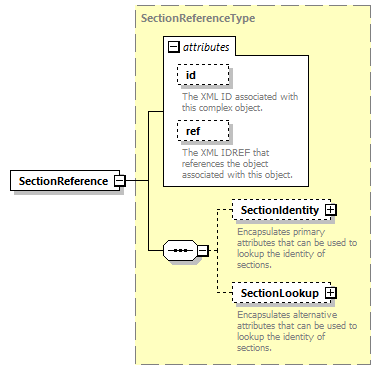 SectionReferenceType
attributes
id
The XML ID associated with
this complex object.
ref
The XML IDREF that
references the object
associated with this object.
SectionReference
SectionIdentity
Encapsulates primary
attributes that can be used to
lookup the identity of
sections.
SectionLookup
Encapsulates alternative
attributes that can be used to
lookup the identity of
sections.